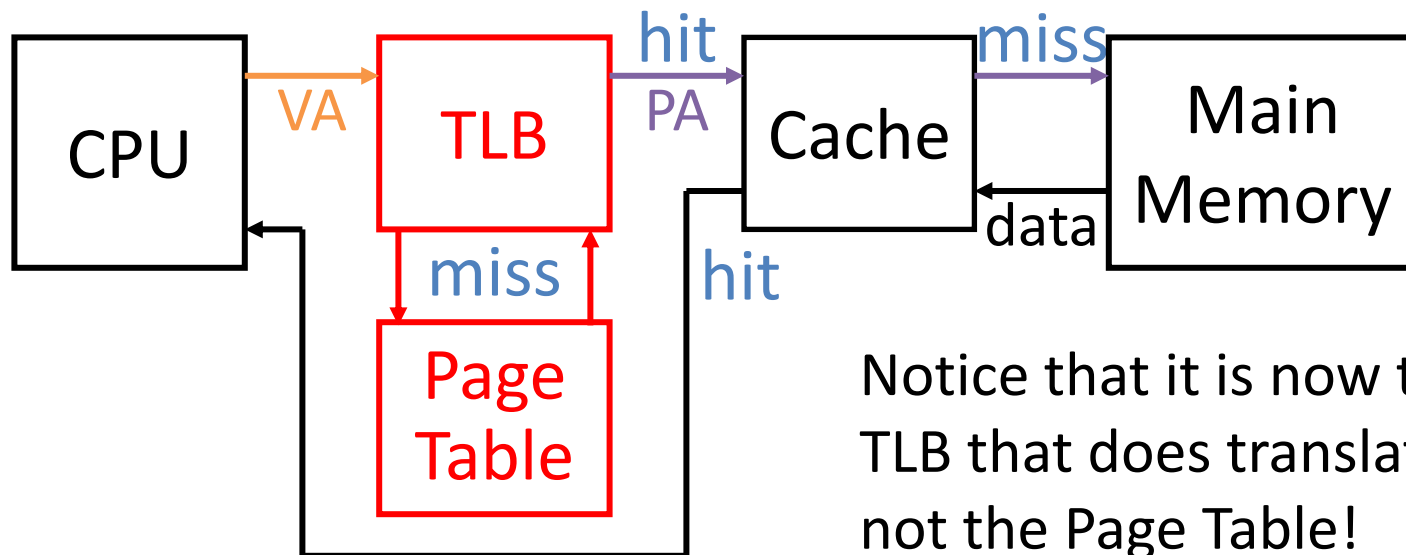 hit
miss
CPU
VA
TLB
PA
Cache
Main
Memory
data
miss
hit
Page
Table
Notice that it is now
TLB that does
not the Page Table!